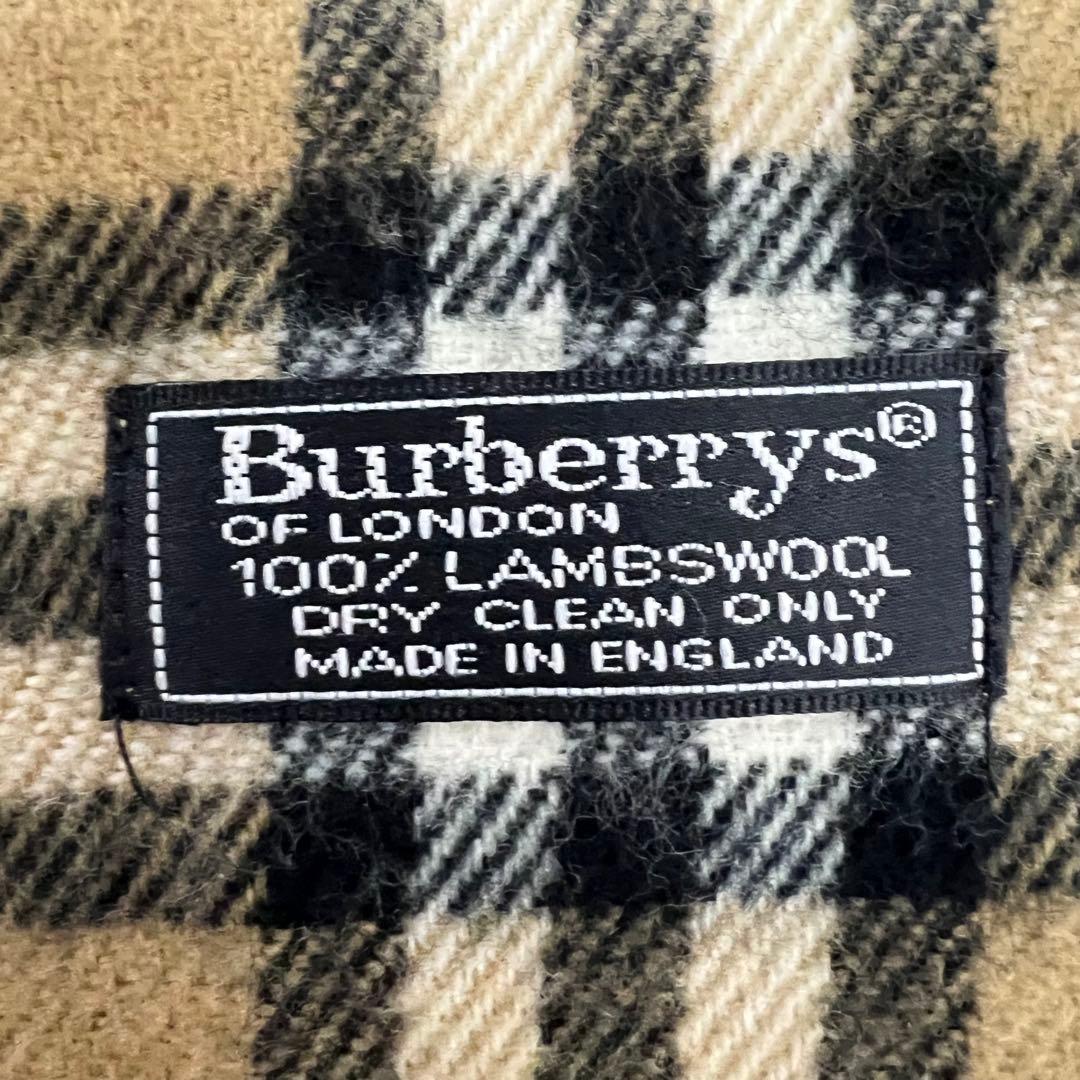 Burberrys®
OF LONDON
100% LAMBSWOOL
DRY CLEAN ONLY
MADE IN ENGLAND